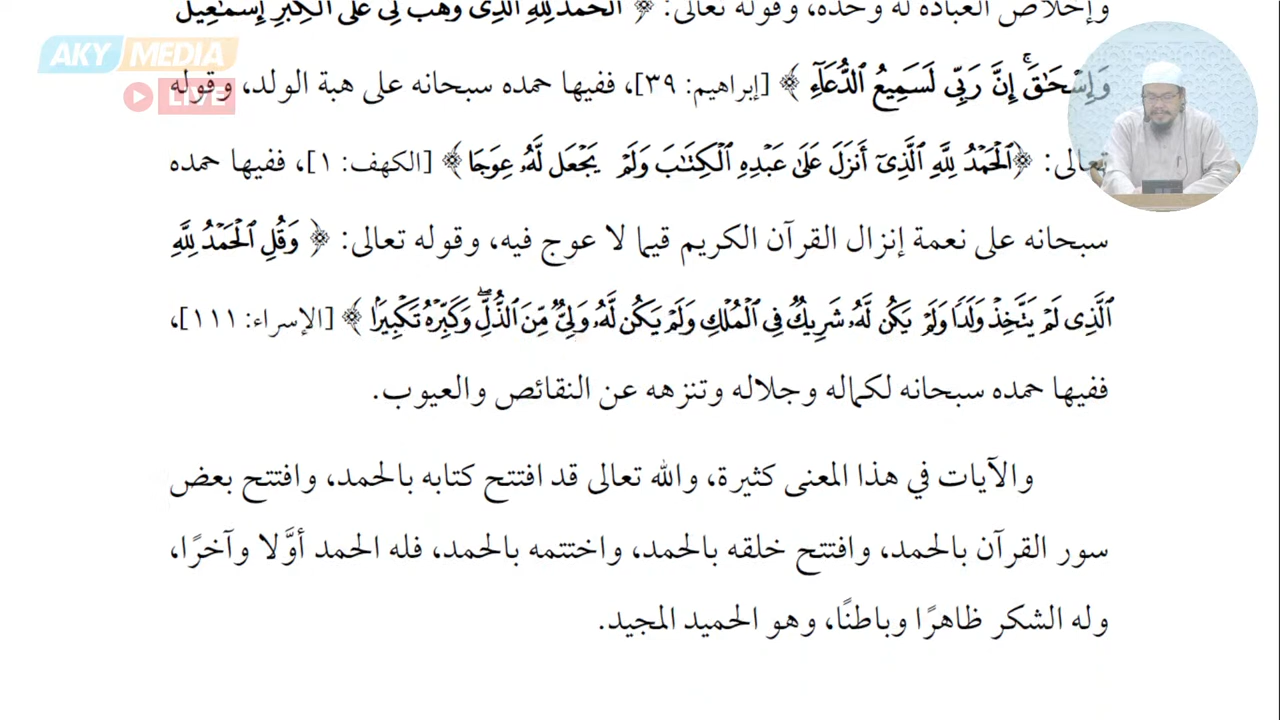 AKY MEDIA
LIVE
وإخلاص العبادة له وحده، وقوله تعالى: ﴿ ٱلۡحَمۡدُ لِلَّهِ ٱلَّذِي وَهَبَ لِي عَلَى ٱلۡكِبَرِ إِسۡمَٰعِيلَ
وَإِسۡحَٰقَۚ إِنَّ رَبِّي لَسَمِيعُ ٱلدُّعَآءِ ﴾ [إبراهيم: ٣٩]، ففيها حمده سبحانه على هبة الولد، وقوله
تعالى: ﴿ٱلۡحَمۡدُ لِلَّهِ ٱلَّذِيٓ أَنزَلَ عَلَىٰ عَبۡدِهِ ٱلۡكِتَٰبَ وَلَمۡ يَجۡعَل لَّهُۥ عِوَجَا﴾ [الكهف: ١]، ففيها حمده
سبحانه على نعمة إنزال القرآن الكريم قيما لا عوج فيه، وقوله تعالى: ﴿ وَقُلِ ٱلۡحَمۡدُ لِلَّهِ
ٱلَّذِي لَمۡ يَتَّخِذۡ وَلَدٗا وَلَمۡ يَكُن لَّهُۥ شَرِيكٞ فِي ٱلۡمُلۡكِ وَلَمۡ يَكُن لَّهُۥ وَلِيّٞ مِّنَ ٱلذُّلِّۖ وَكَبِّرۡهُ تَكۡبِيرَۢا ﴾ [الإسراء: ١١١]،
ففيها حمده سبحانه لكماله وجلاله وتنزهه عن النقائص والعيوب.
والآيات في هذا المعنى كثيرة، والله تعالى قد افتتح كتابه بالحمد، وافتتح بعض
سور القرآن بالحمد، وافتتح خلقه بالحمد، واختتمه بالحمد، فله الحمد أوَّلا وآخرًا،
وله الشكر ظاهرًا وباطنًا، وهو الحميد المجيد.